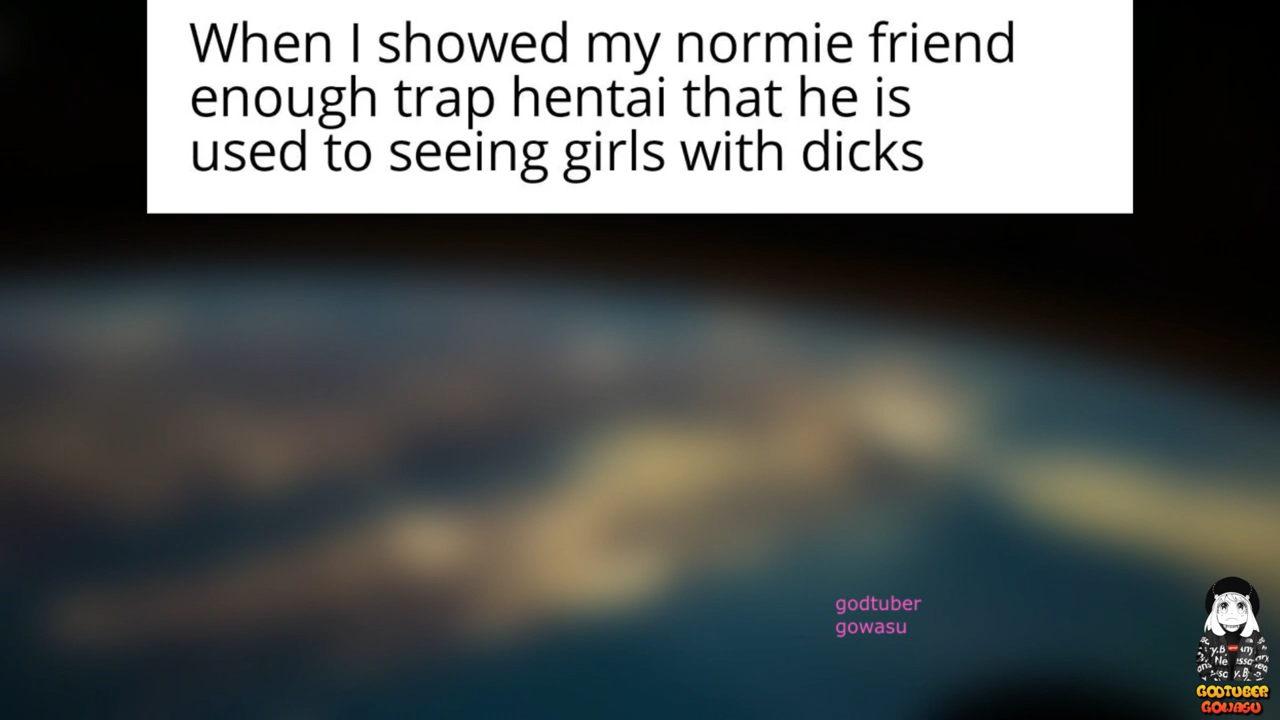 When I showed my normie friend
enough trap hentai that he is
used to seeing girls with dicks
godtuber
gowasu
GODTUBER
GOWASU